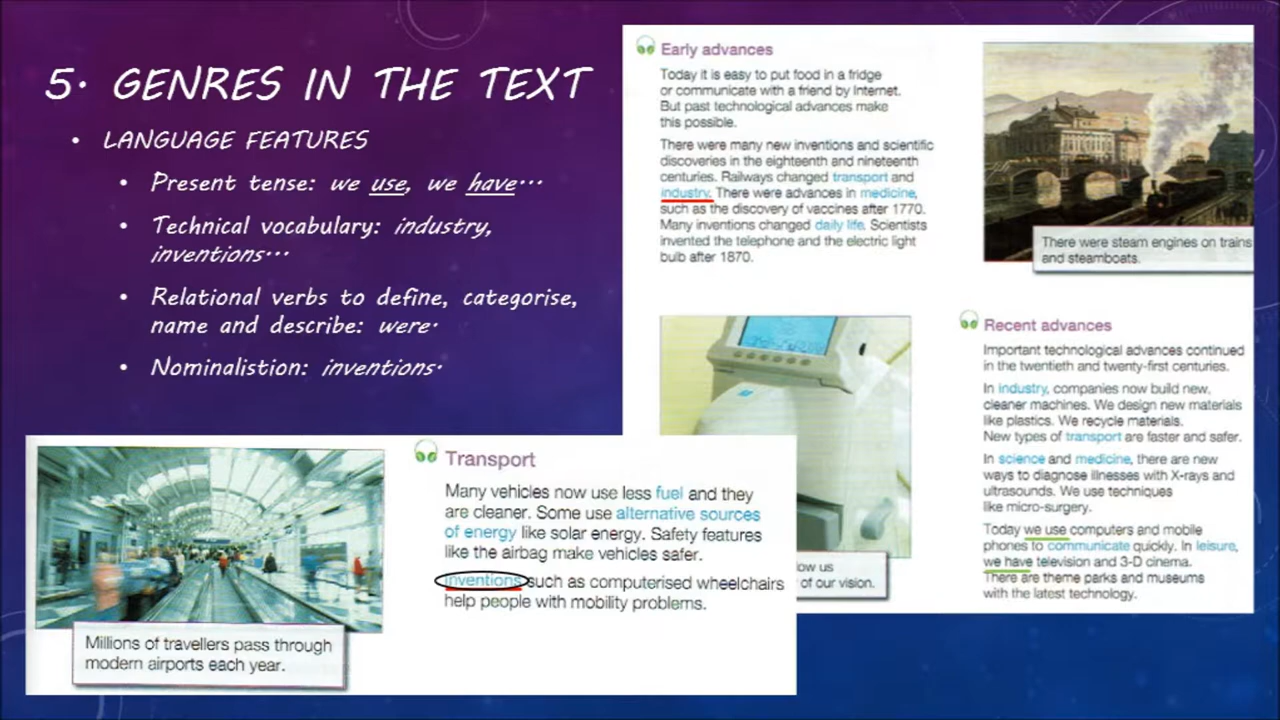 5. GENRES IN THE TEXT
• LANGUAGE FEATURES
• Present tense: we use, we have...
• Technical vocabulary: industry,
inventions...
• Relational verbs to define, categorise,
name and describe: were.
• Nominalistion: inventions.
Early advances
Today it is easy to put food in a fridge
or communicate with a friend by Internet.
But past technological advances make
this possible.
There were many new inventions and scientific
discoveries in the eighteenth and nineteenth
centuries. Railways changed transport and
industry. There were advances in medicine,
such as the discovery of vaccines after 1770.
Many inventions changed daily life. Scientists
invented the telephone and the electric light
bulb after 1870.
There were steam engines on trains
and steamboats.
Recent advances
Important technological advances continued
in the twentieth and twenty-first centuries.
In industry, companies now build new,
cleaner machines. We design new materials
like plastics. We recycle materials.
New types of transport are faster and safer.
In science and medicine, there are new
ways to diagnose illnesses with X-rays and
ultrasounds. We use techniques
like micro-surgery.
Today we use computers and mobile
phones to communicate quickly. In leisure,
we have television and 3-D cinema.
There are theme parks and museums
with the latest technology.
us
of our vision.
Transport
Many vehicles now use less fuel and they
are cleaner. Some use alternative sources
of energy like solar energy. Safety features
like the airbag make vehicles safer.
Inventions such as computerised wheelchairs
help people with mobility problems.
Millions of travellers pass through
modern airports each year.